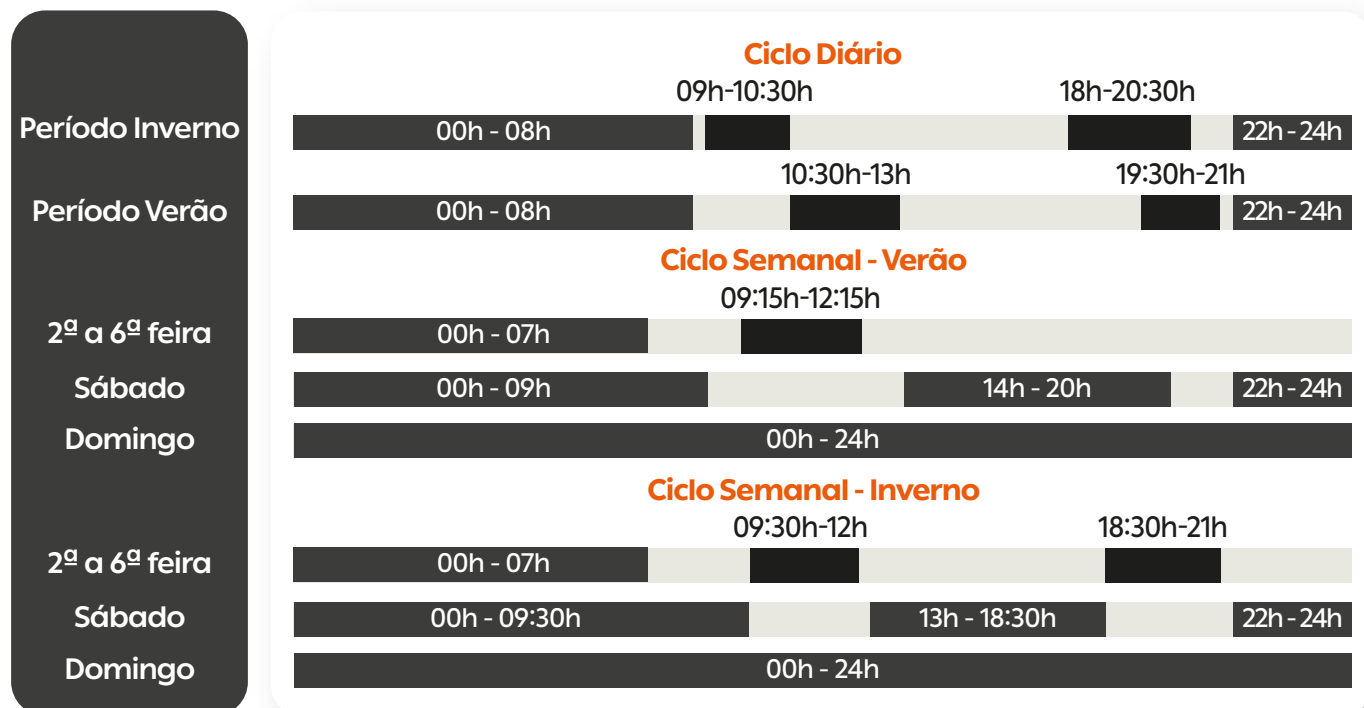 Ciclo Diário
09h-10:30h 18h-20:30h
Período Inverno 00h - 08h 22h - 24h
10:30h-13h 19:30h-21h
Período Verão 00h - 08h 22h - 24h
Ciclo Semanal - Verão
09:15h-12:15h
2ª a 6ª feira 00h - 07h
Sábado 00h - 09h 14h - 20h 22h - 24h
Domingo 00h - 24h
Ciclo Semanal - Inverno
09:30h-12h 18:30h-21h
2ª a 6ª feira 00h - 07h
Sábado 00h - 09:30h 13h - 18:30h 22h - 24h
Domingo 00h - 24h